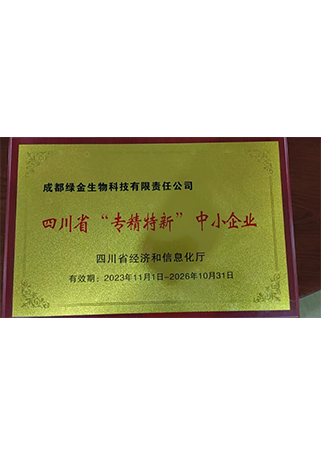 成都绿金生物科技有限责任公司
四川省“专精特新”中小企业
四川省经济和信息化厅
有效期：2023年11月1日-2026年10月31日